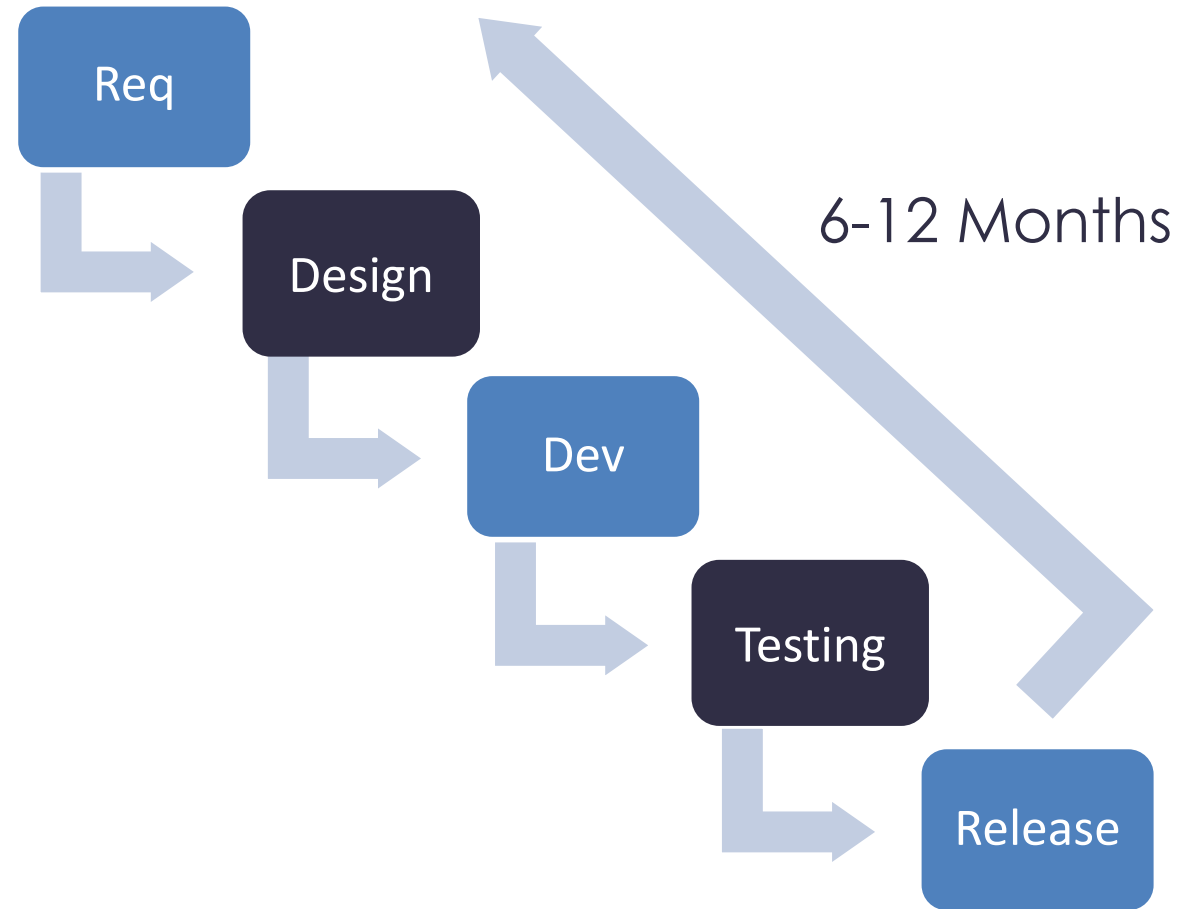 Req
6-12 Months
Design
Dev
Testing
Release